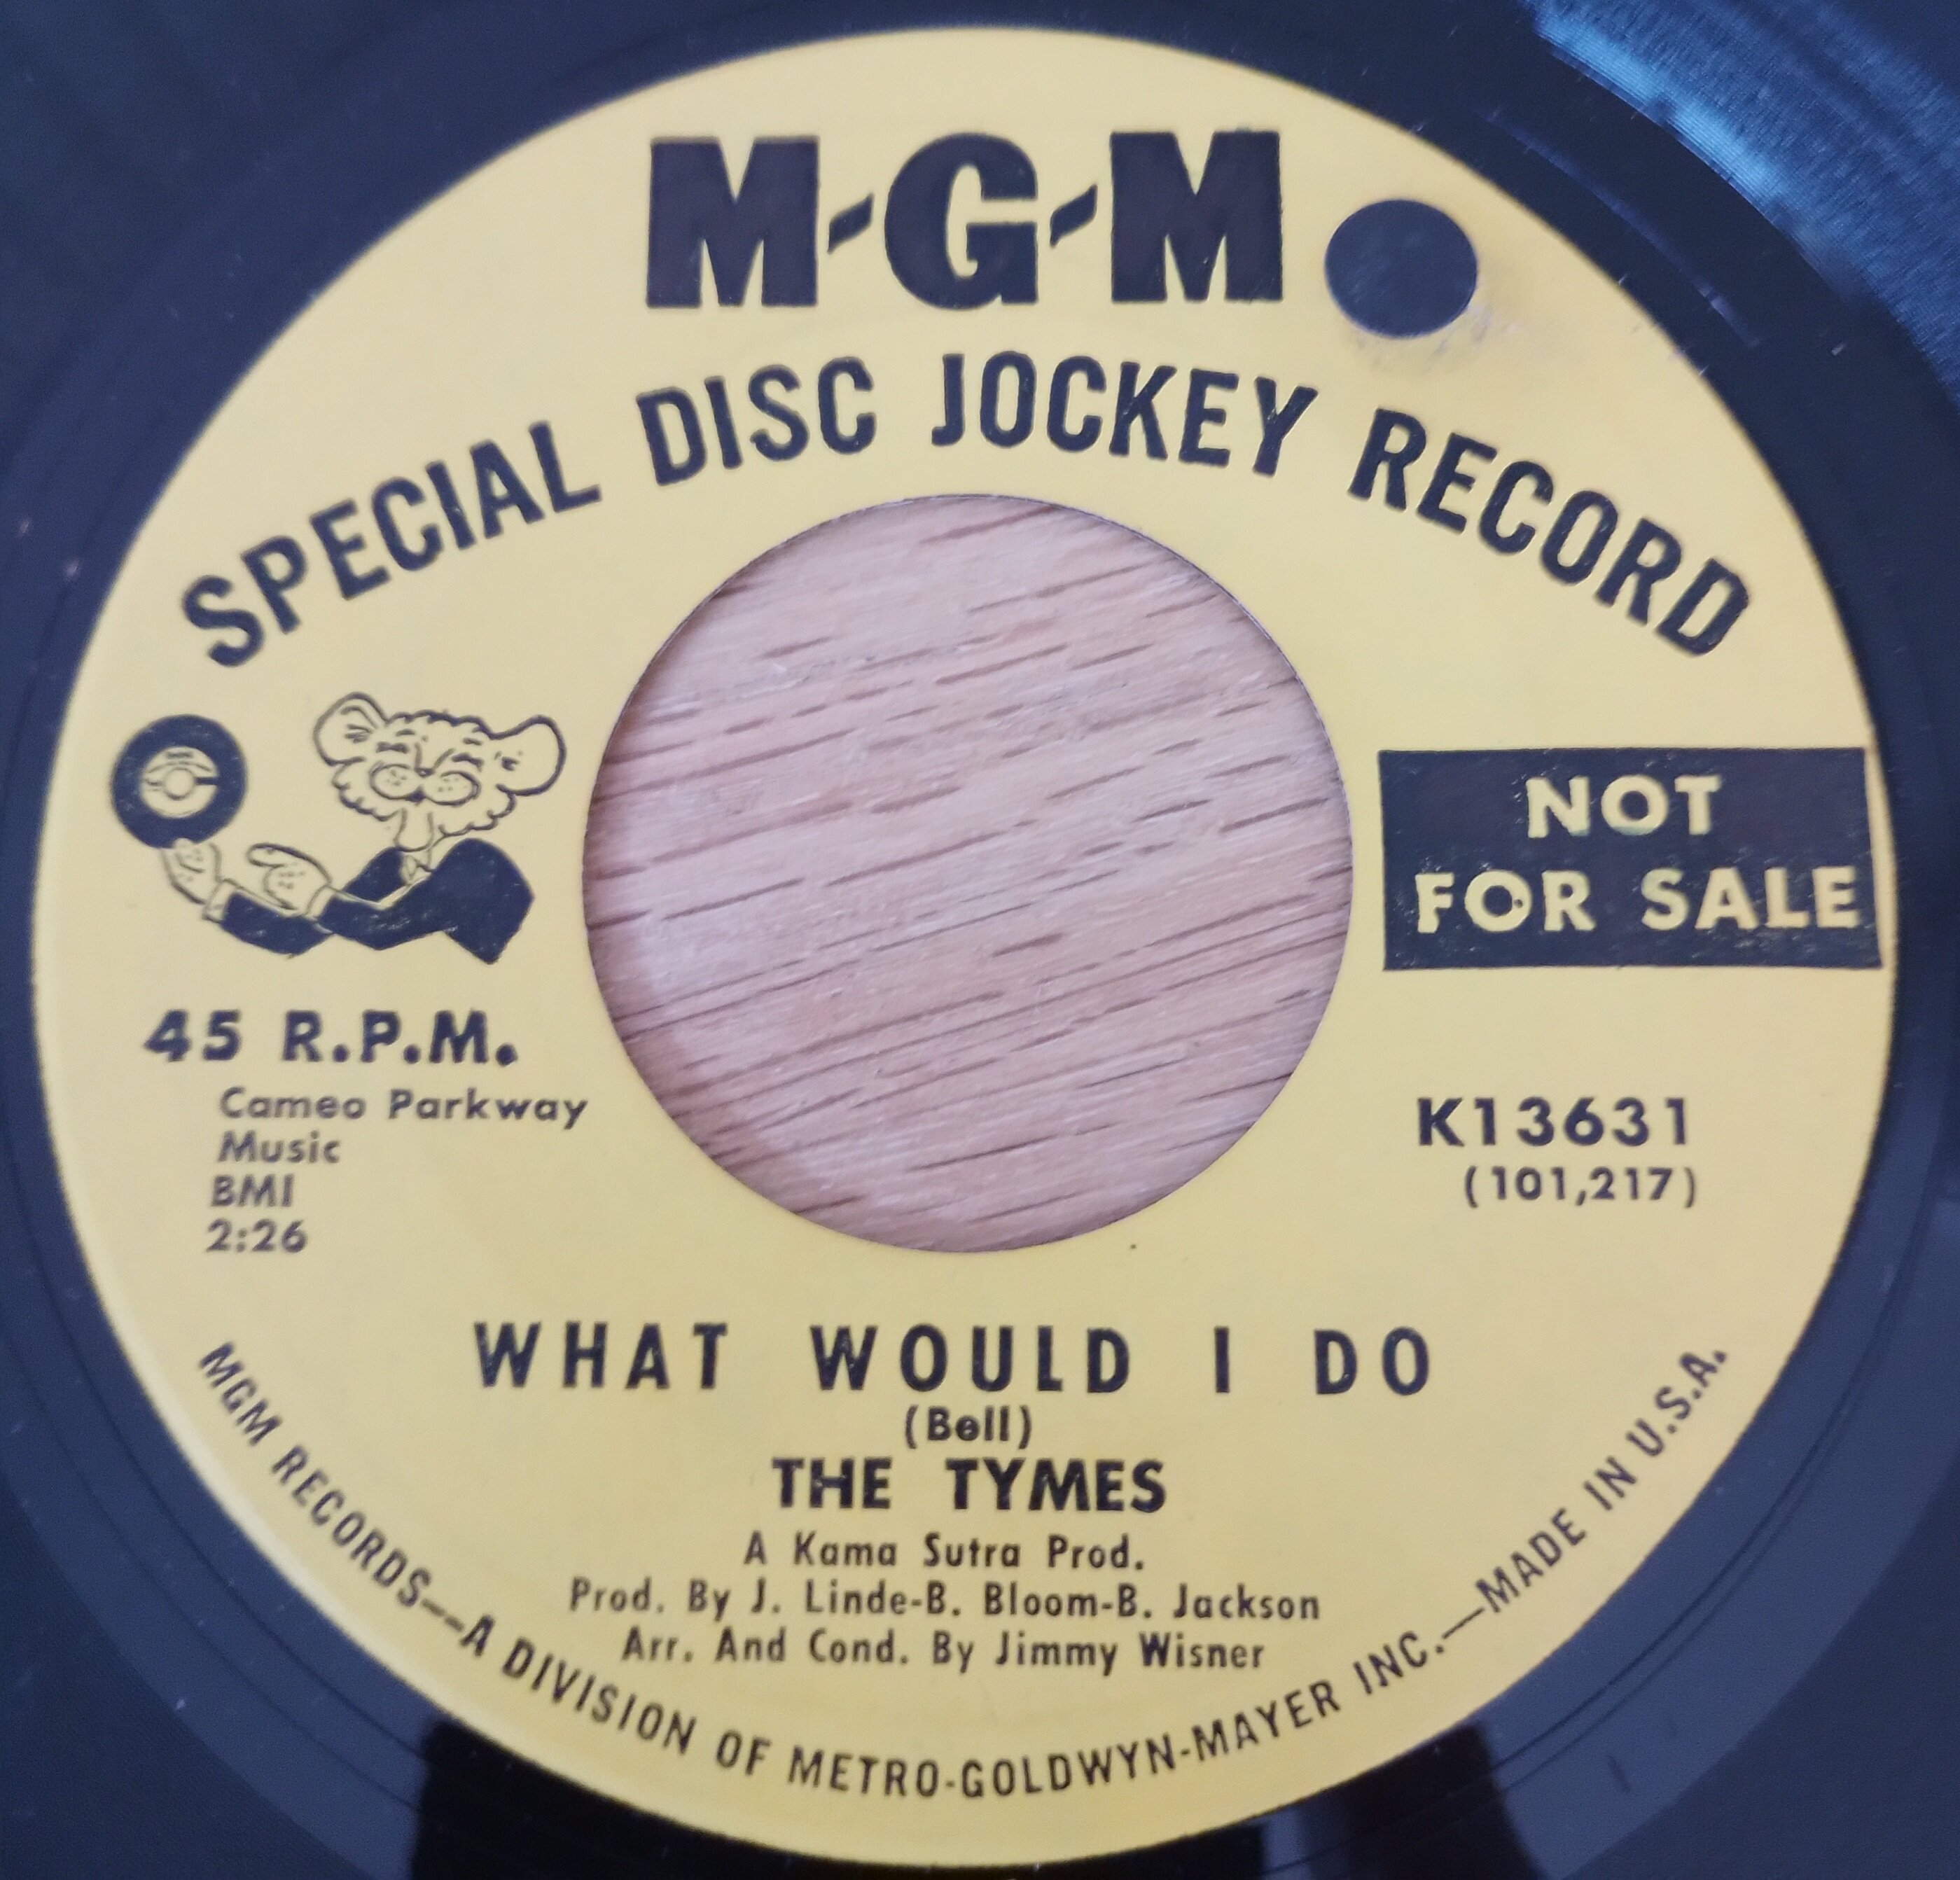 M-G-M
SPECIAL DISC JOCKEY RECORD
NOT
FOR SALE
45 R.P.M.
Cameo Parkway
Music
BMI
2:26
K13631
(101,217)
WHAT WOULD I DO
(Bell)
THE TYMES
A Kama Sutra Prod.
Prod. By J. Linde-B. Bloom-B. Jackson
Arr. And Cond. By Jimmy Wisner
MGM RECORDS—A DIVISION OF METRO-GOLDWYN-MAYER INC.—MADE IN U.S.A.